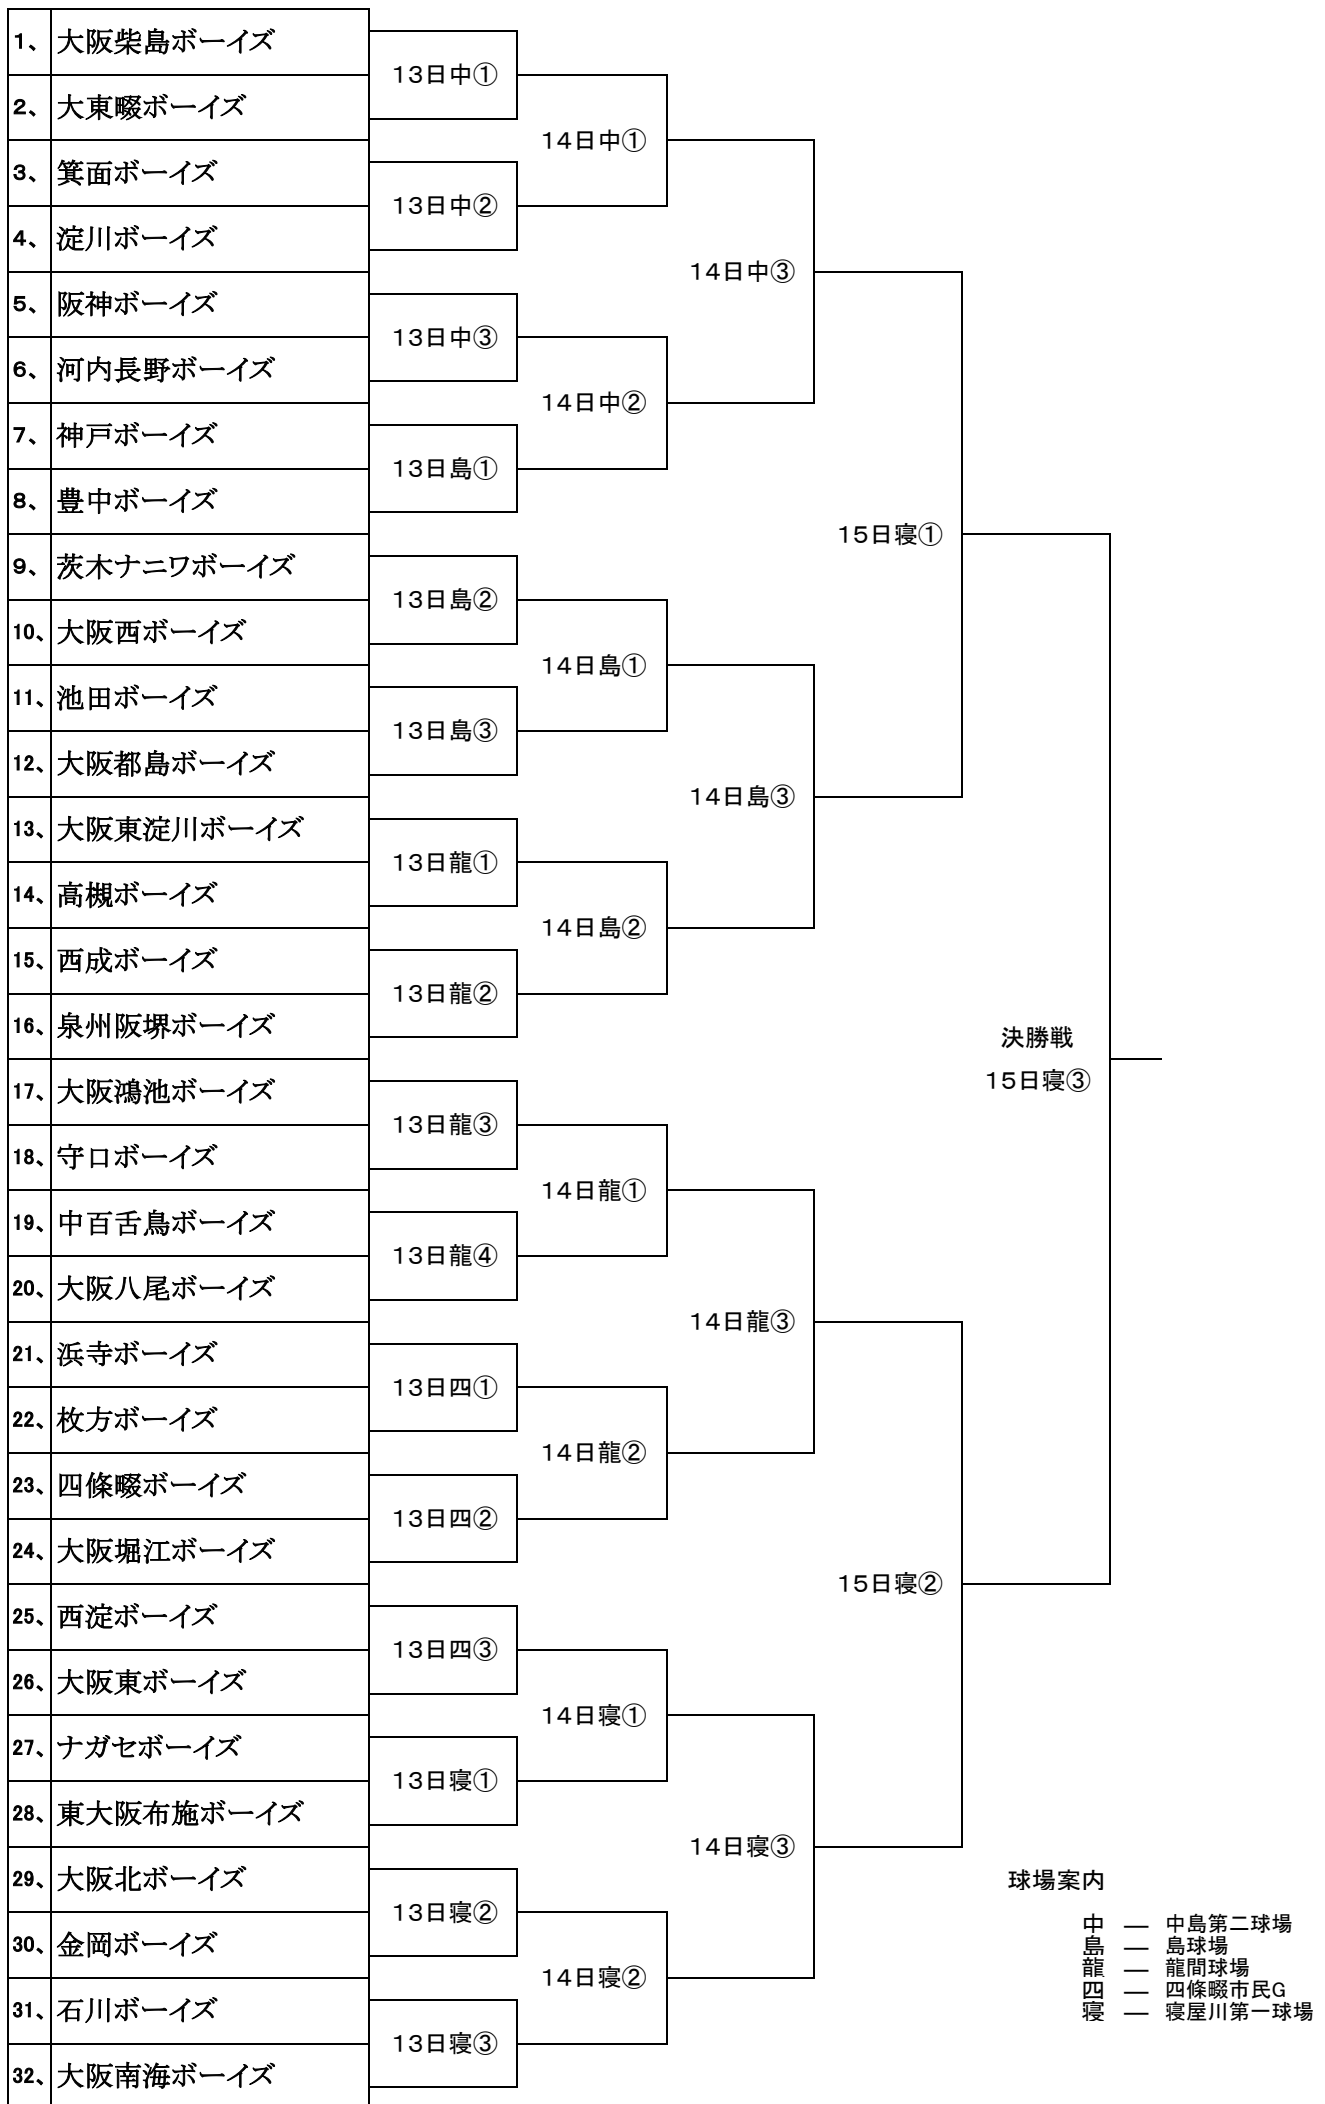 1、 大阪柴島ボーイズ
2、 大東畷ボーイズ
3、 箕面ボーイズ
4、 淀川ボーイズ
5、 阪神ボーイズ
6、 河内長野ボーイズ
7、 神戸ボーイズ
8、 豊中ボーイズ
9、 茨木ナニワボーイズ
10、 大阪西ボーイズ
11、 池田ボーイズ
12、 大阪都島ボーイズ
13、 大阪東淀川ボーイズ
14、 高槻ボーイズ
15、 西成ボーイズ
16、 泉州阪堺ボーイズ
17、 大阪鴻池ボーイズ
18、 守口ボーイズ
19、 中百舌鳥ボーイズ
20、 大阪八尾ボーイズ
21、 浜寺ボーイズ
22、 枚方ボーイズ
23、 四條畷ボーイズ
24、 大阪堀江ボーイズ
25、 西淀ボーイズ
26、 大阪東ボーイズ
27、 ナガセボーイズ
28、 東大阪布施ボーイズ
29、 大阪北ボーイズ
30、 金岡ボーイズ
31、 石川ボーイズ
32、 大阪南海ボーイズ
13日中①
13日中②
13日中③
13日島①
13日島②
13日島③
13日龍①
13日龍②
13日龍③
13日龍④
13日四①
13日四②
13日四③
13日寝①
13日寝②
13日寝③
14日中①
14日中②
14日島①
14日島②
14日龍①
14日龍②
14日寝①
14日寝②
14日中③
14日島③
14日龍③
14日寝③
15日寝①
15日寝②
決勝戦
15日寝③
球場案内
中 ― 中島第二球場
島 ― 島球場
龍 ― 龍間球場
四 ― 四條畷市民G
寝 ― 寝屋川第一球場